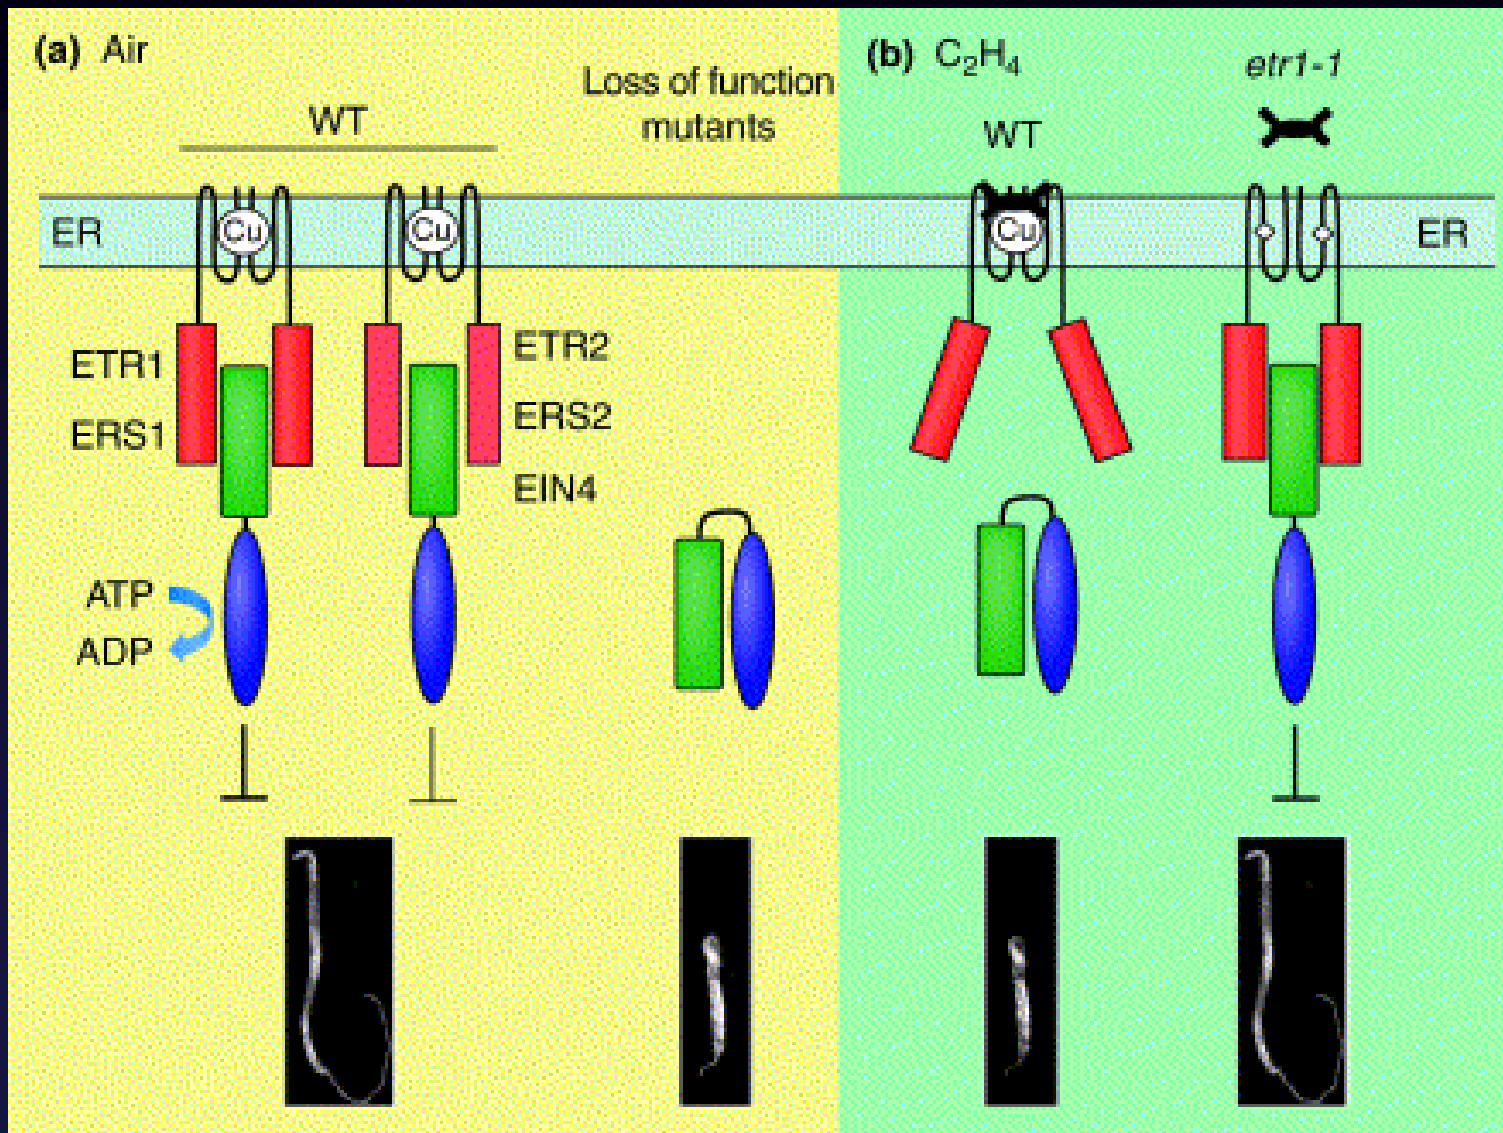 (a) Air
WT
Loss of function
mutants
ER
Cu
Cu
ETR1
ERS1
ETR2
ERS2
EIN4
ATP
ADP
(b) C₂H₄
WT
etr1-1
Cu
ER